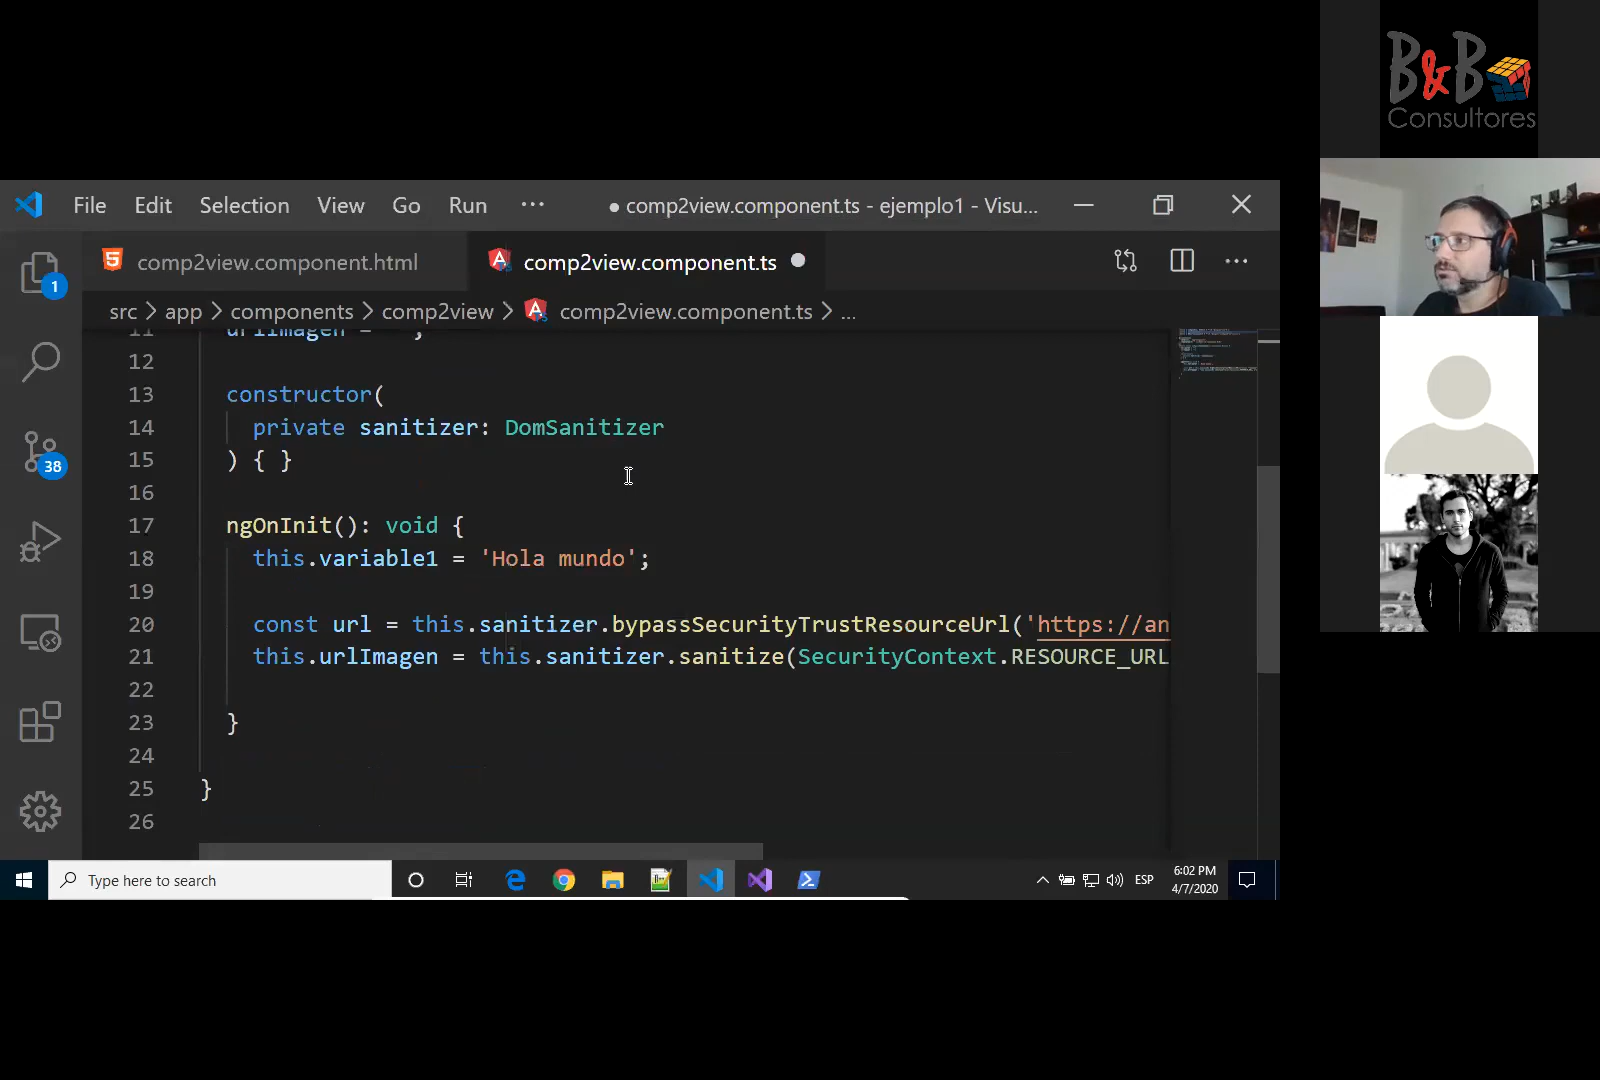 B&B
Consultores
File Edit Selection View Go Run ···
● comp2view.component.ts - ejemplo1 - Visu...
comp2view.component.html
comp2view.component.ts
1
src > app > components > comp2view > comp2view.component.ts > ...
11 urlImagen = ;
12
13 constructor(
14 private sanitizer: DomSanitizer
15 ) { }
16
17 ngOnInit(): void {
18 this.variable1 = 'Hola mundo';
19
20 const url = this.sanitizer.bypassSecurityTrustResourceUrl('https://an
21 this.urlImagen = this.sanitizer.sanitize(SecurityContext.RESOURCE_URL
22
23 }
24
25 }
26
38
Type here to search
ESP
6:02 PM
4/7/2020